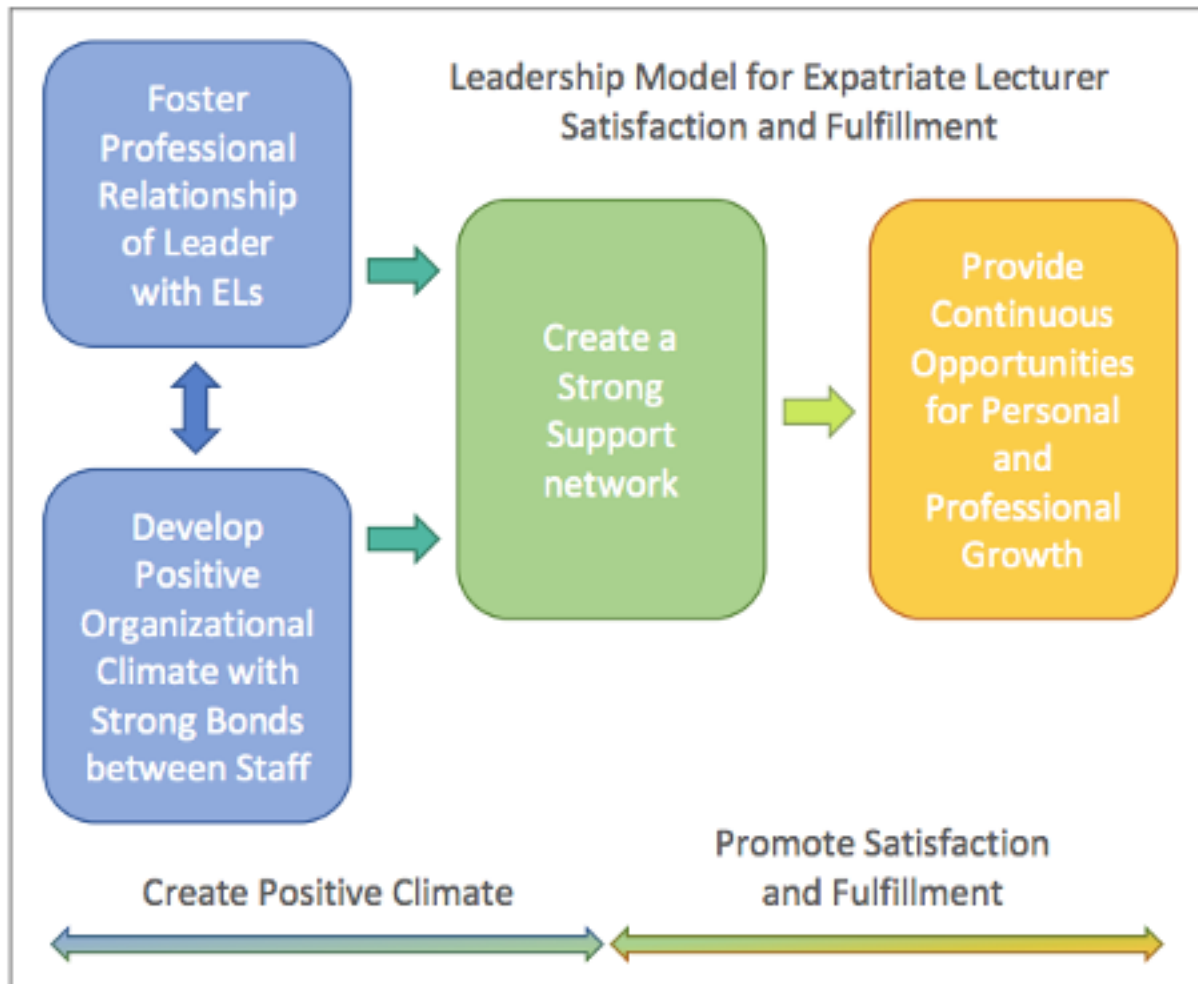 Leadership Model for Expatriate Lecturer
Satisfaction and Fulfillment
Foster
Professional
Relationship
of Leader
with ELs
Develop
Positive
Organizational
Climate with
Strong Bonds
between Staff
Create a
Strong
Support
network
Provide
Continuous
Opportunities
for Personal
and
Professional
Growth
Create Positive Climate
Promote Satisfaction
and Fulfillment